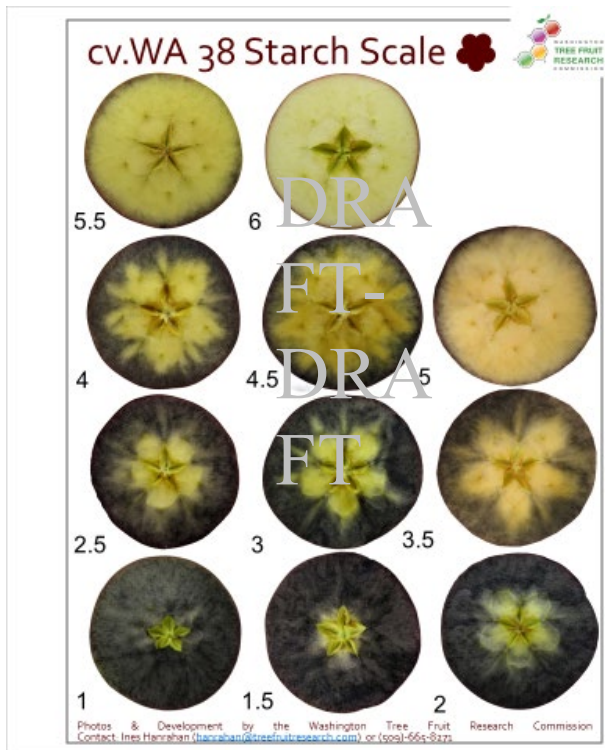 cv.WA 38 Starch Scale
WASHINGTON
TREE FRUIT
RESEARCH
COMMISSION
5.5
6
DRA
FT-
DRA
FT
4
4.5
5
2.5
3
3.5
1
1.5
2
Photos & Development by the Washington Tree Fruit Research Commission
Contact: Ines Hanrahan (hanrahan@treefruitresearch.com) or (509)-665-8271